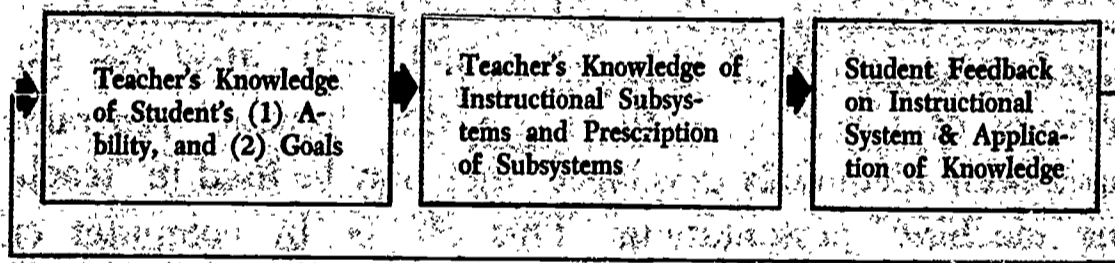 Teacher's Knowledge
of Student's (1) A-
bility, and (2) Goals
Teacher's Knowledge of
Instructional Subsys-
tems and Prescription
of Subsystems
Student Feedback
on Instructional
System & Applica-
tion of Knowledge